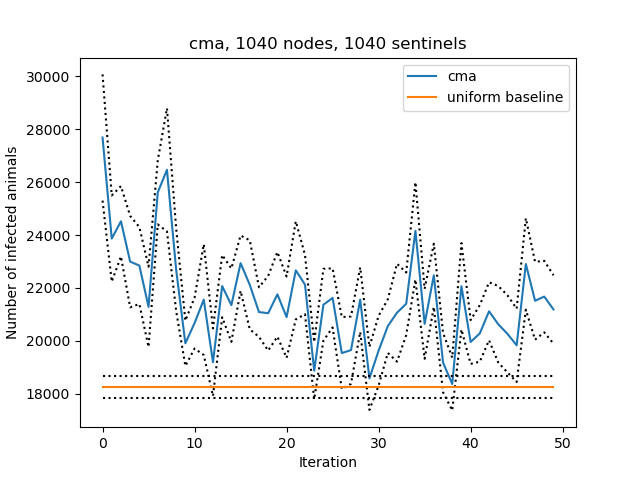 cma, 1040 nodes, 1040 sentinels
cma
uniform baseline
Number of infected animals
30000
28000
26000
24000
22000
20000
18000
0 10 20 30 40 50
Iteration